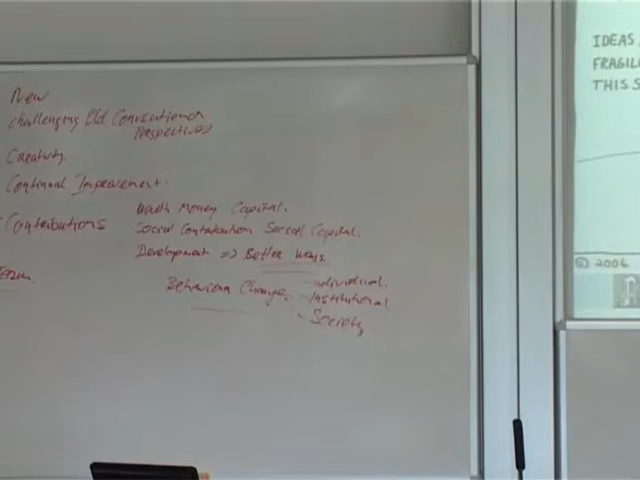 New
Challenging Old Conventional
Perspectives
Creativity
Continual Improvement.
Contributions
Wealth Money Capital.
Social Contribution Social Capital.
Development => Better ways
Behaviour Change
- individual.
- Institutional
- Society
IDEAS
FRAGIL
THIS S
© 2006